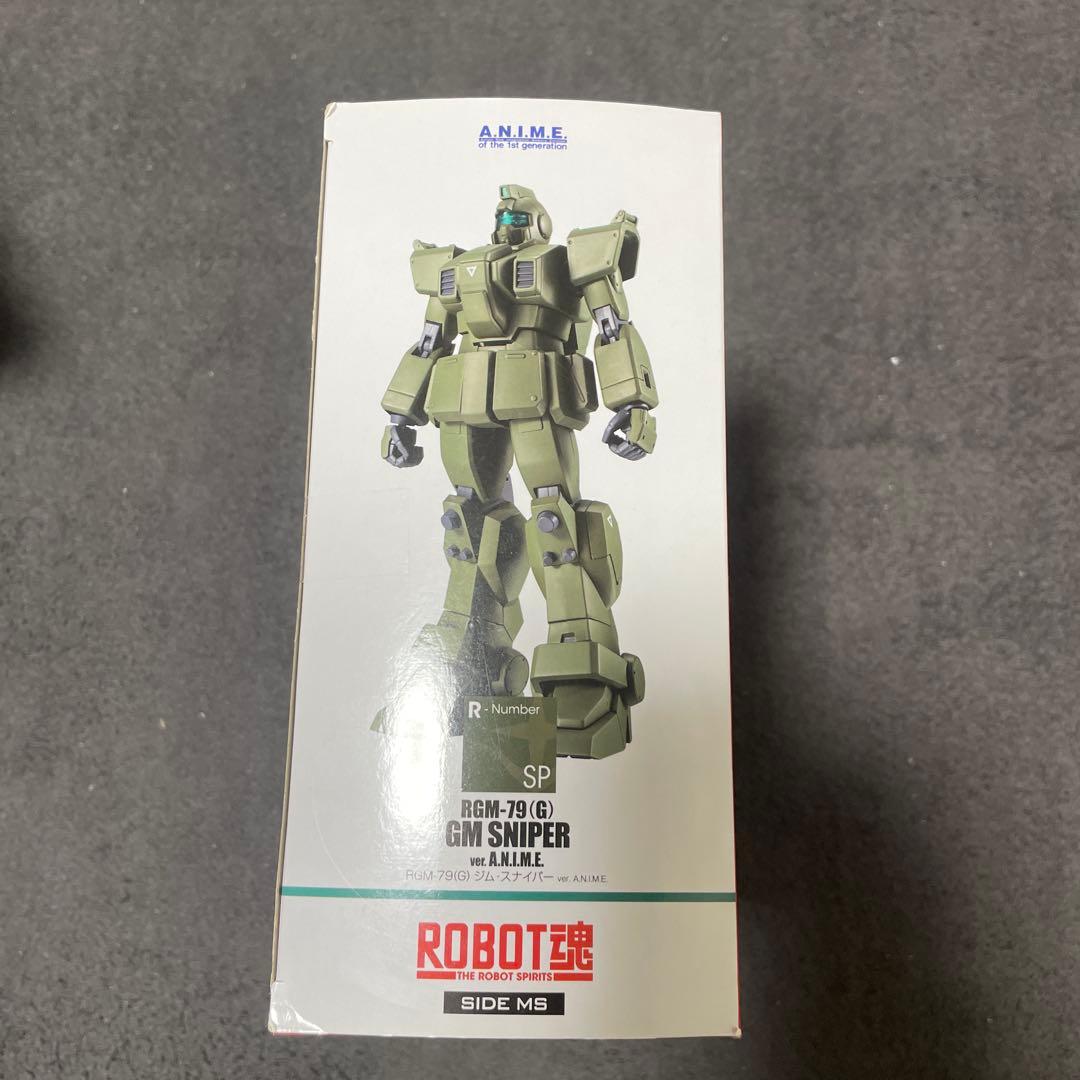 A.N.I.M.E.
of the 1st generation
R - Number
SP
RGM-79(G)
GM SNIPER
ver. A.N.I.M.E.
RGM-79(G) ジム・スナイパー ver. A.N.I.M.E.
ROBOT魂
THE ROBOT SPIRITS
SIDE MS